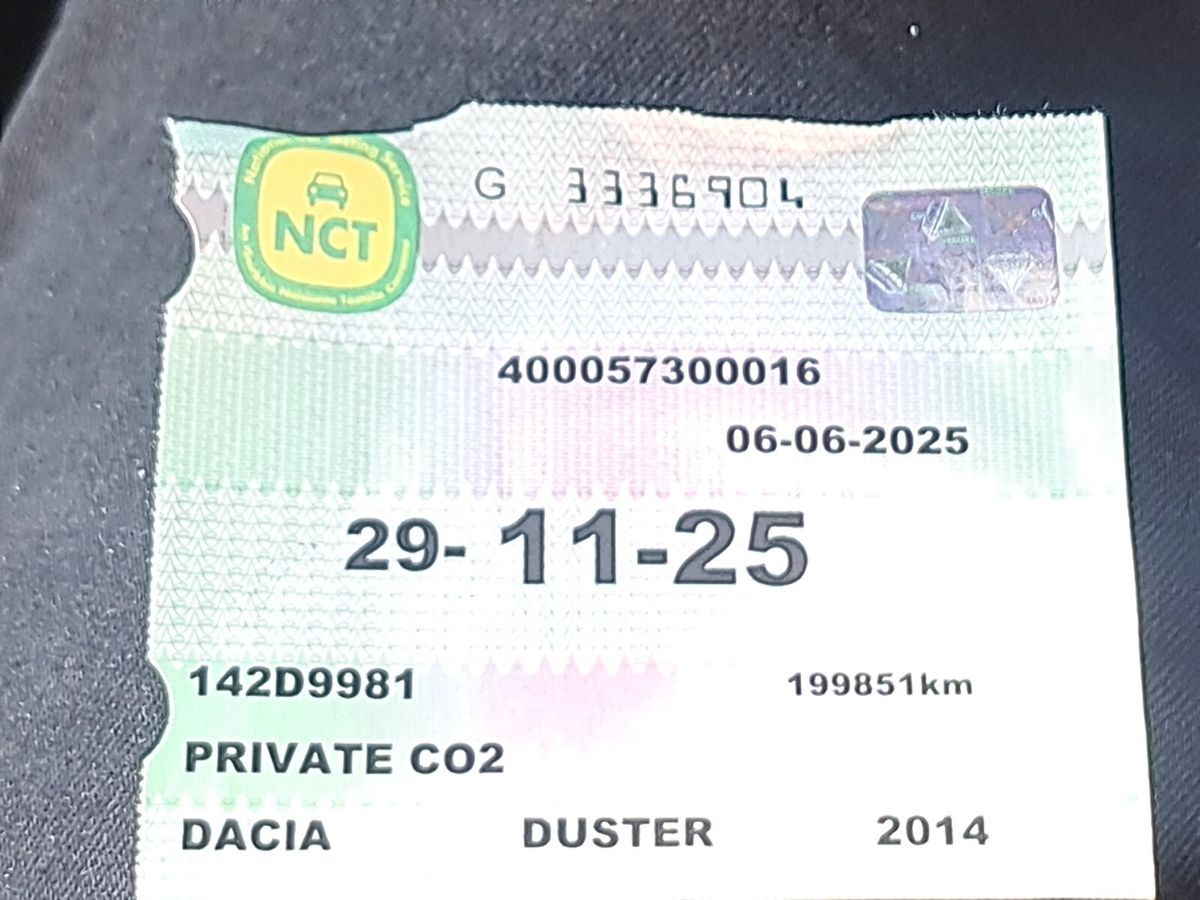 NCT
G 3336904
400057300016
06-06-2025
29- 11-25
142D9981 199851km
PRIVATE CO2
DACIA DUSTER 2014